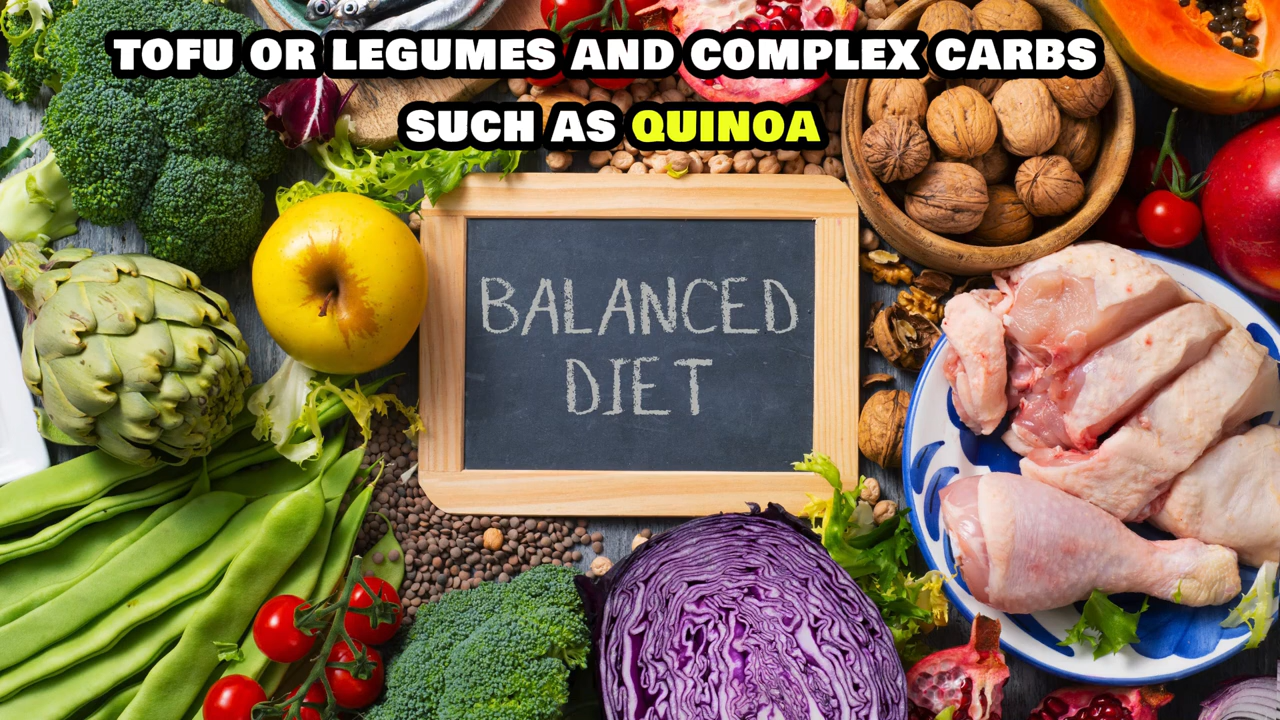 TOFU OR LEGUMES AND COMPLEX CARBS
SUCH AS QUINOA
BALANCED
DIET